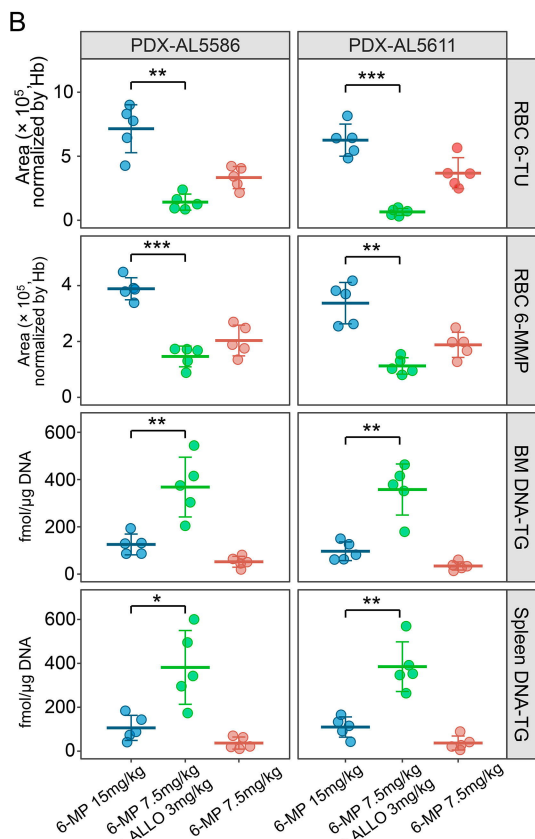 B
PDX-AL5586 PDX-AL5611
Area (× 10⁵,
normalized by Hb)
10
5
0
**
***
RBC 6-TU
Area (× 10⁵,
normalized by Hb)
4
2
0
***
**
RBC 6-MMP
fmol/µg DNA
600
400
200
0
**
**
BM DNA-TG
fmol/µg DNA
600
400
200
0
*
**
Spleen DNA-TG
6-MP 15mg/kg
6-MP 7.5mg/kg
ALLO 3mg/kg
6-MP 7.5mg/kg
6-MP 15mg/kg
6-MP 7.5mg/kg
ALLO 3mg/kg
6-MP 7.5mg/kg